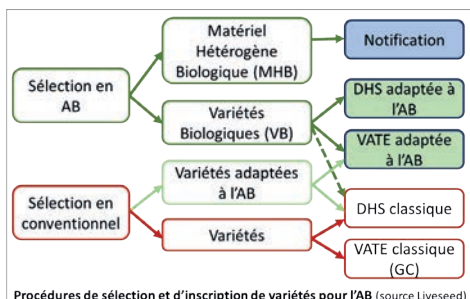 Matériel
Hétérogène
Biologique (MHB)
Notification
Sélection en
AB
DHS adaptée à
l'AB
Variétés
Biologiques (VB)
VATE adaptée
à l'AB
Variétés adaptées
à l'AB
Sélection en
conventionnel
DHS classique
Variétés
VATE classique
(GC)
Procédures de sélection et d'inscription de variétés pour l'AB (source Liveseed)